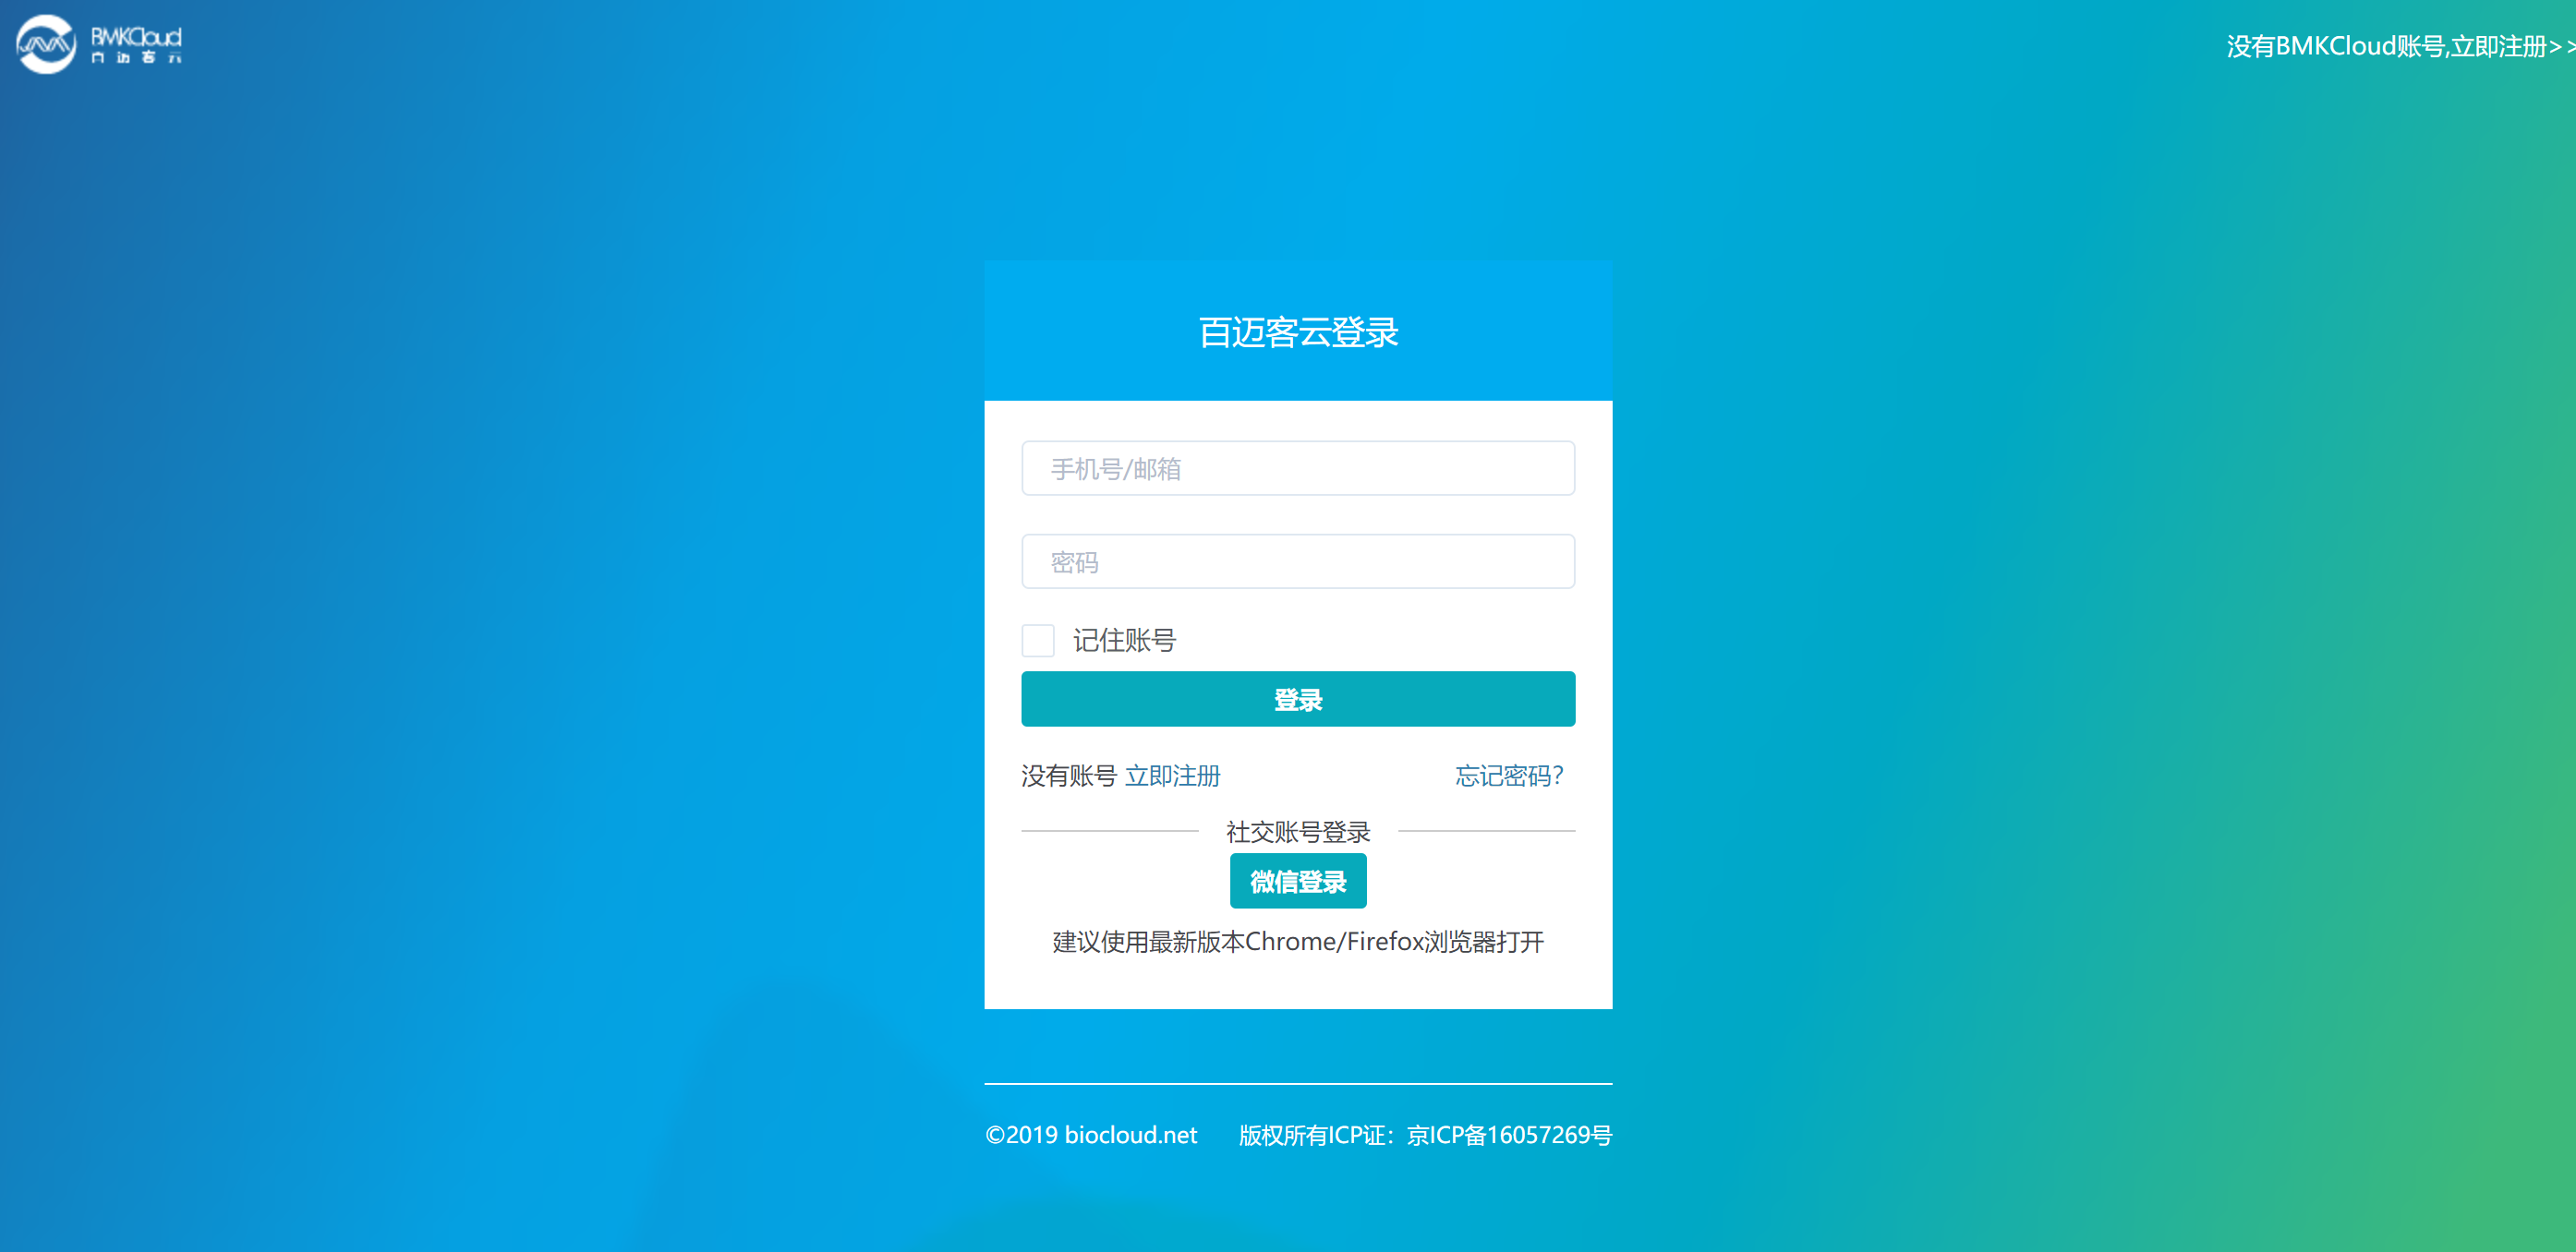 BMKCloud
百迈客云
没有BMKCloud账号,立即注册>>
百迈客云登录
手机号/邮箱
密码
记住账号
登录
没有账号 立即注册 忘记密码?
社交账号登录
微信登录
建议使用最新版本Chrome/Firefox浏览器打开
©2019 biocloud.net 版权所有ICP证：京ICP备16057269号